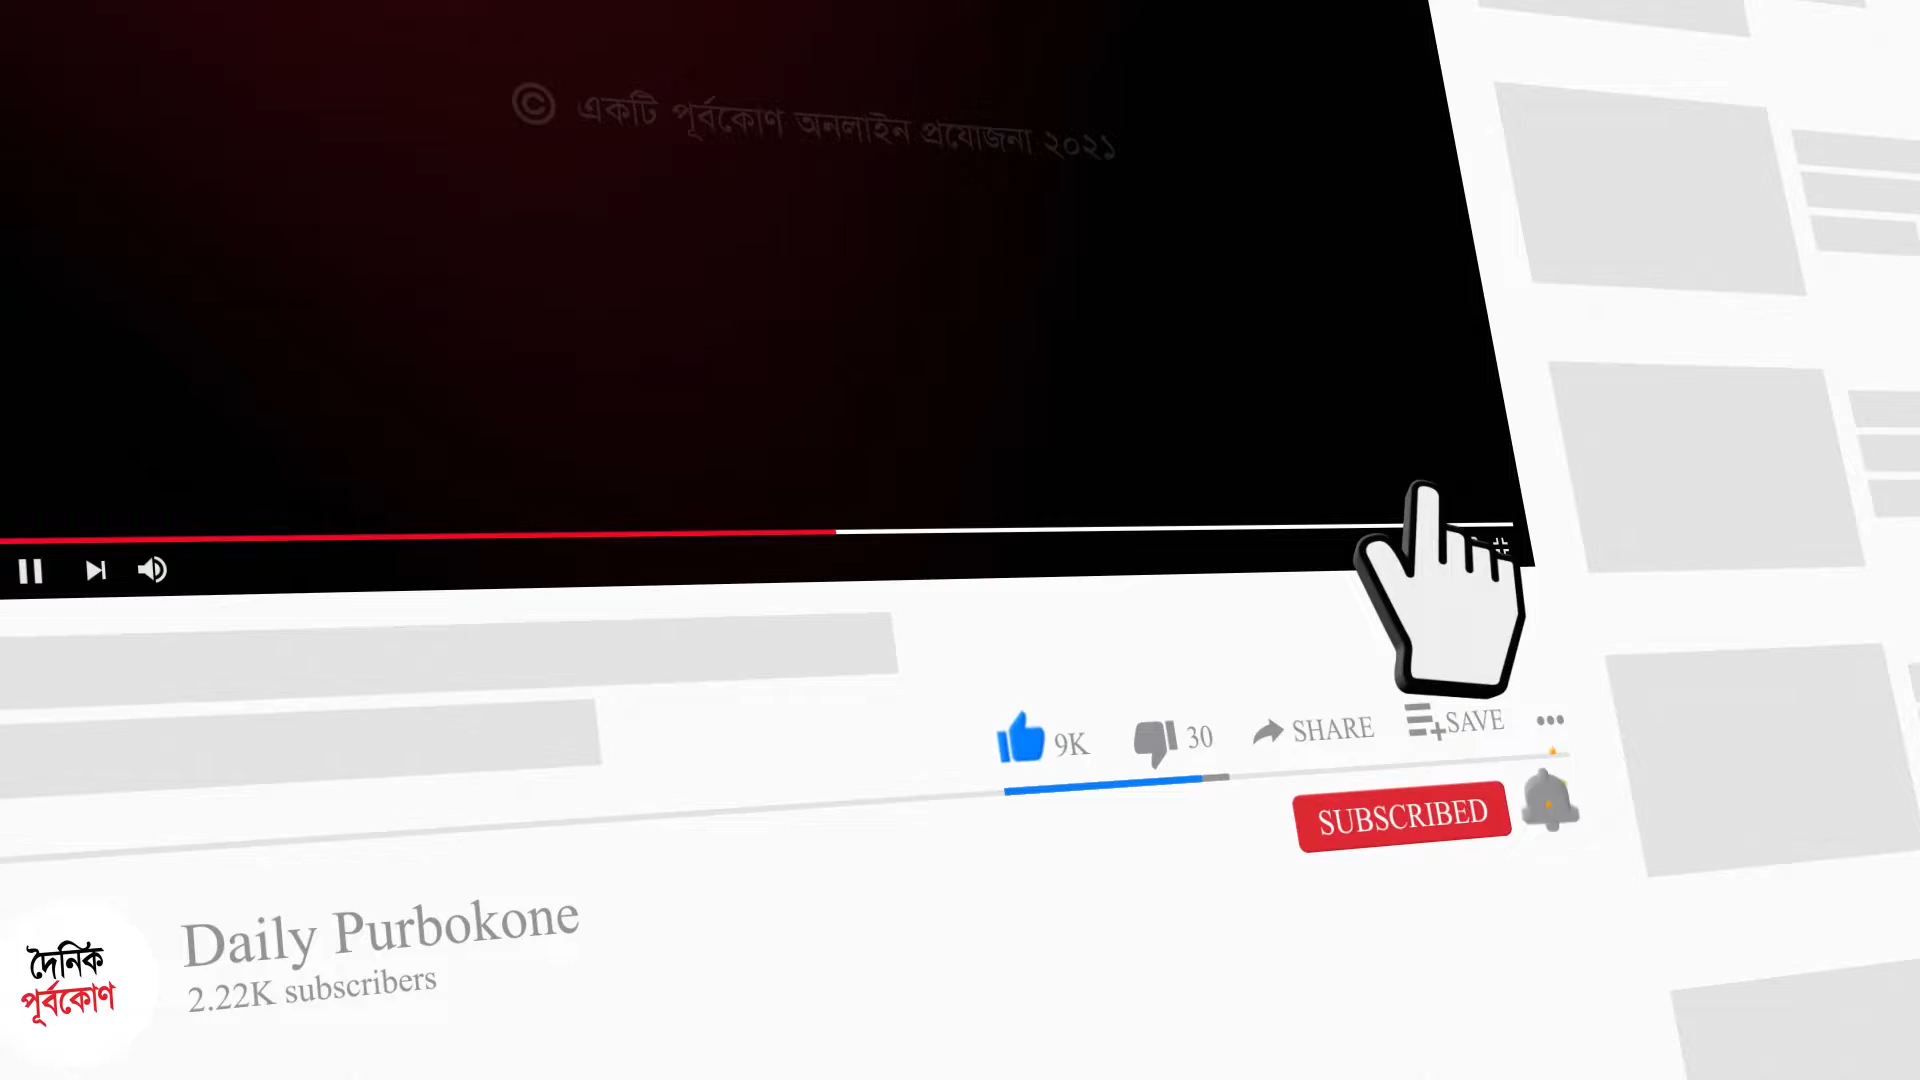 © একটি পূর্বকোণ অনলাইন প্রযোজনা ২০২১
9K
30
SHARE
SAVE
SUBSCRIBED
Daily Purbokone
2.22K subscribers
দৈনিক
পূর্বকোণ